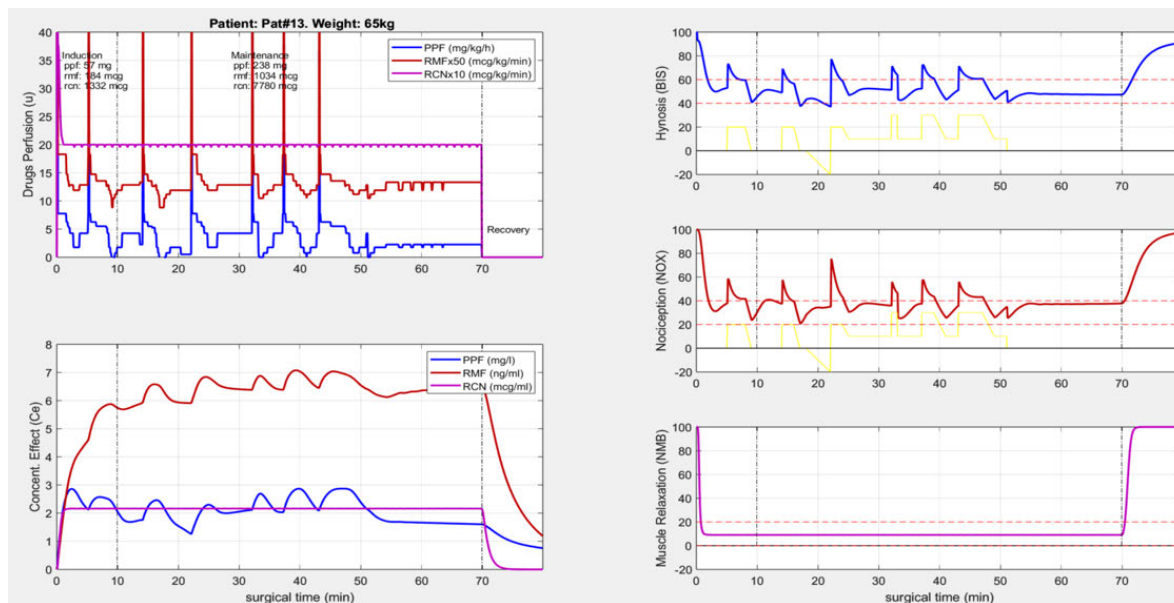 Patient: Pat#13. Weight: 65kg
40
35
30
25
20
15
10
5
0
Drugs Perfusion (u)
Induction
ppf: 57 mg
rmf: 184 mcg
rcn: 1332 mcg
Maintenance
ppf: 238 mg
rmf: 1034 mcg
rcn: 7780 mcg
PPF (mg/kg/h)
RMFx50 (mcg/kg/min)
RCNx10 (mcg/kg/min)
Recovery
0 10 20 30 40 50 60 70
8
7
6
5
4
3
2
1
0
Concent. Effect (Ce)
PPF (mg/l)
RMF (ng/ml)
RCN (mcg/ml)
0 10 20 30 40 50 60 70
surgical time (min)
100
80
60
40
20
0
-20
Hynosis (BIS)
0 10 20 30 40 50 60 70
100
80
60
40
20
0
-20
Nociception (NOX)
0 10 20 30 40 50 60 70
100
80
60
40
20
0
-20
Muscle Relaxation (NMB)
0 10 20 30 40 50 60 70
surgical time (min)